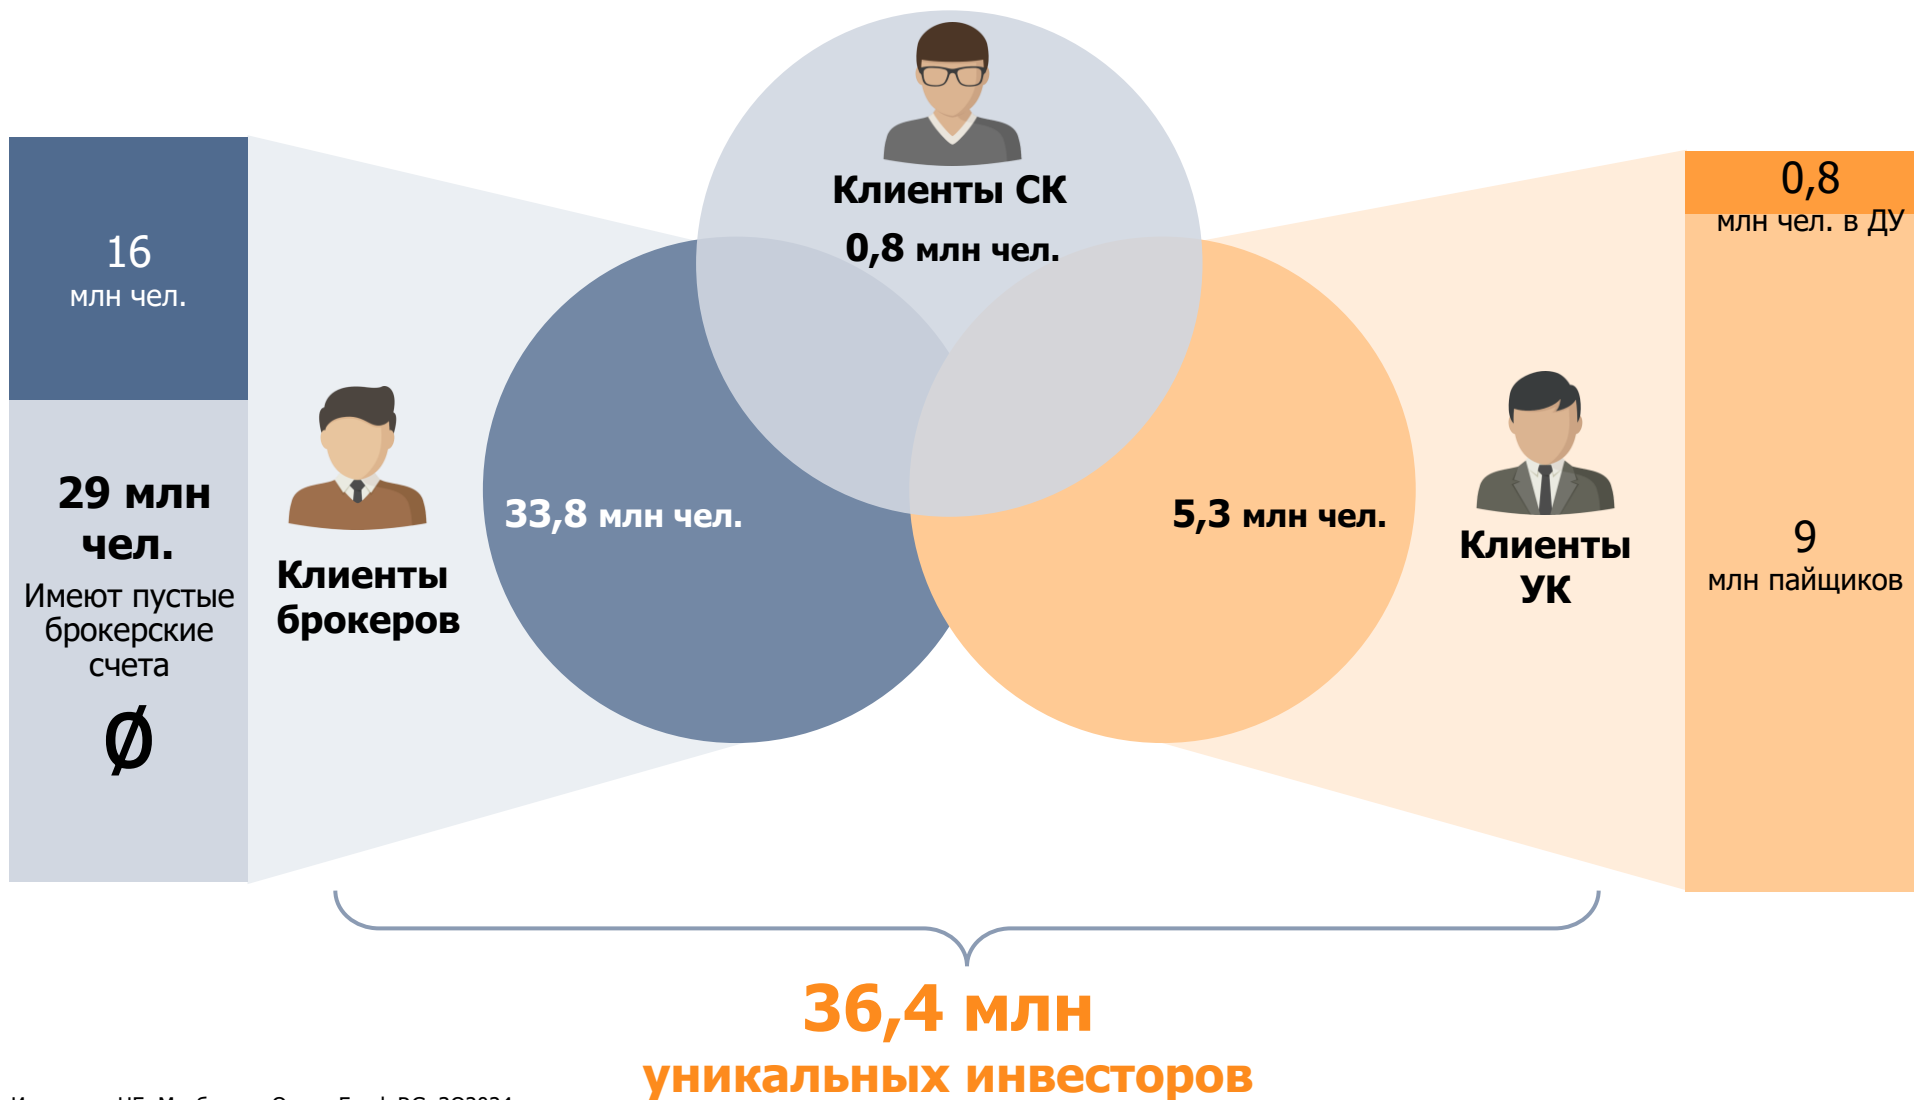 Клиенты СК
0,8 млн чел.
16
млн чел.
29 млн
чел.
Имеют пустые
брокерские
счета
Ø
Клиенты
брокеров
33,8 млн чел.
5,3 млн чел.
Клиенты
УК
0,8
млн чел. в ДУ
9
млн пайщиков
36,4 млн
уникальных инвесторов